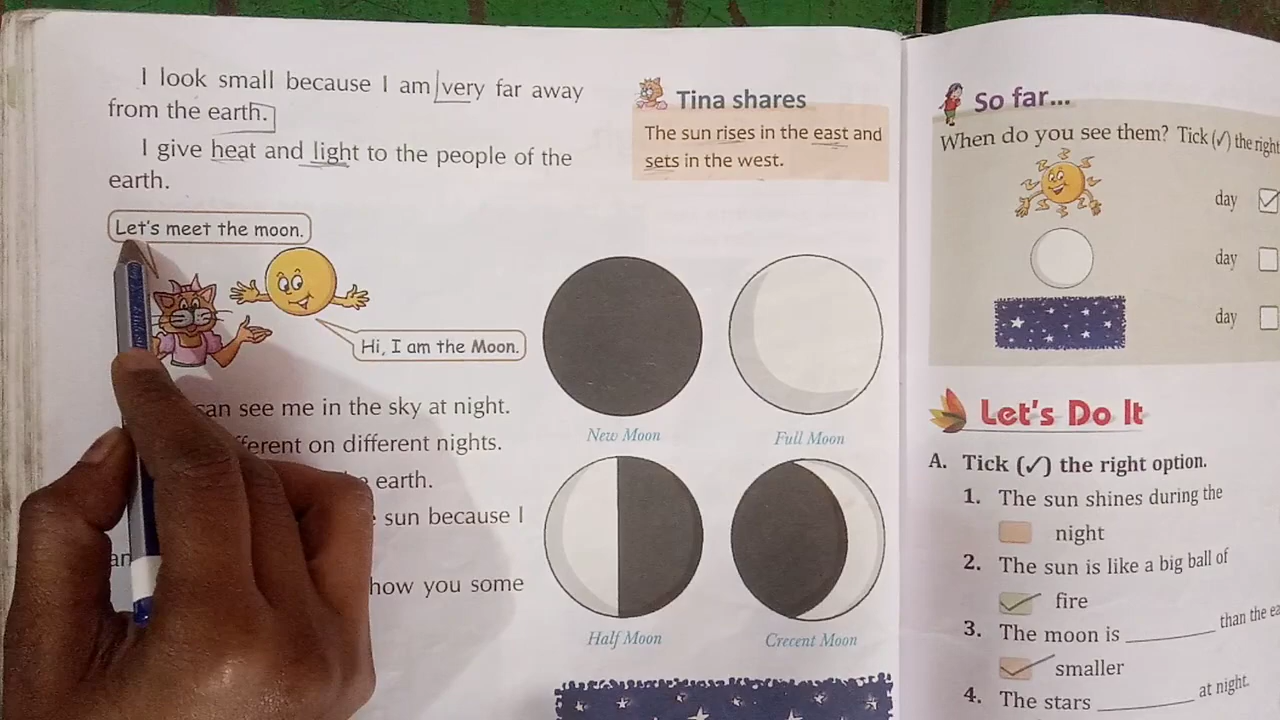 I look small because I am very far away
from the earth.
I give heat and light to the people of the
earth.
Let's meet the moon.
Hi, I am the Moon.
can see me in the sky at night.
on different nights.
earth.
sun because I
you some
Tina shares
The sun rises in the east and
sets in the west.
New Moon
Full Moon
Half Moon
Crecent Moon
So far...
When do you see them? Tick (✓) the right
day
day
day
Let's Do It
A. Tick (✓) the right option.
1. The sun shines during the
night
2. The sun is like a big ball of
fire
3. The moon is ________ than the
smaller
4. The stars ________ at night.